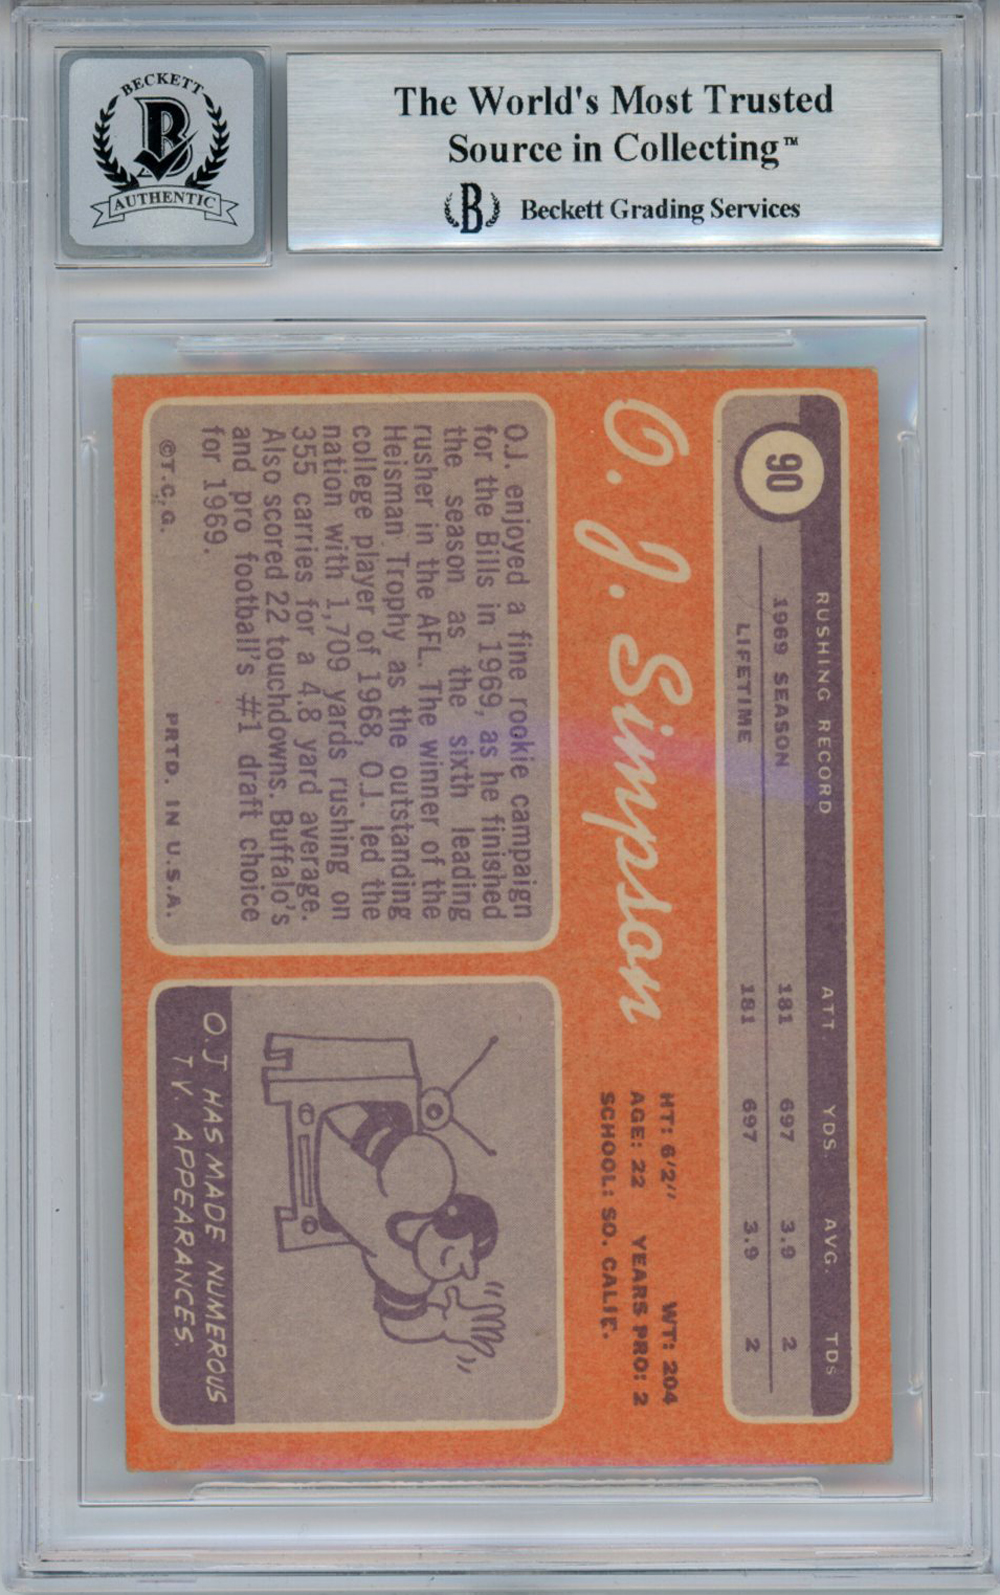 BECKETT
B
AUTHENTIC
The World's Most Trusted
Source in Collecting™
B Beckett Grading Services
90
RUSHING RECORD ATT YDS. AVG. TDs
1969 SEASON 181 697 3.9 2
LIFETIME 181 697 3.9 2
O. J. Simpson
HT: 6'2" WT: 204
AGE: 22 YEARS PRO: 2
SCHOOL: SO. CALIF.
O.J. enjoyed a fine rookie campaign
for the Bills in 1969, as he finished
the season as the sixth leading
rusher in the AFL. The winner of the
Heisman Trophy as the outstanding
college player of 1968, O.J. led the
nation with 1,709 yards rushing on
355 carries for a 4.8 yard average.
Also scored 22 touchdowns. Buffalo's
and pro football's #1 draft choice
for 1969.
©T.C.G. PRTD. IN U.S.A.
O.J HAS MADE NUMEROUS
T.V. APPEARANCES.